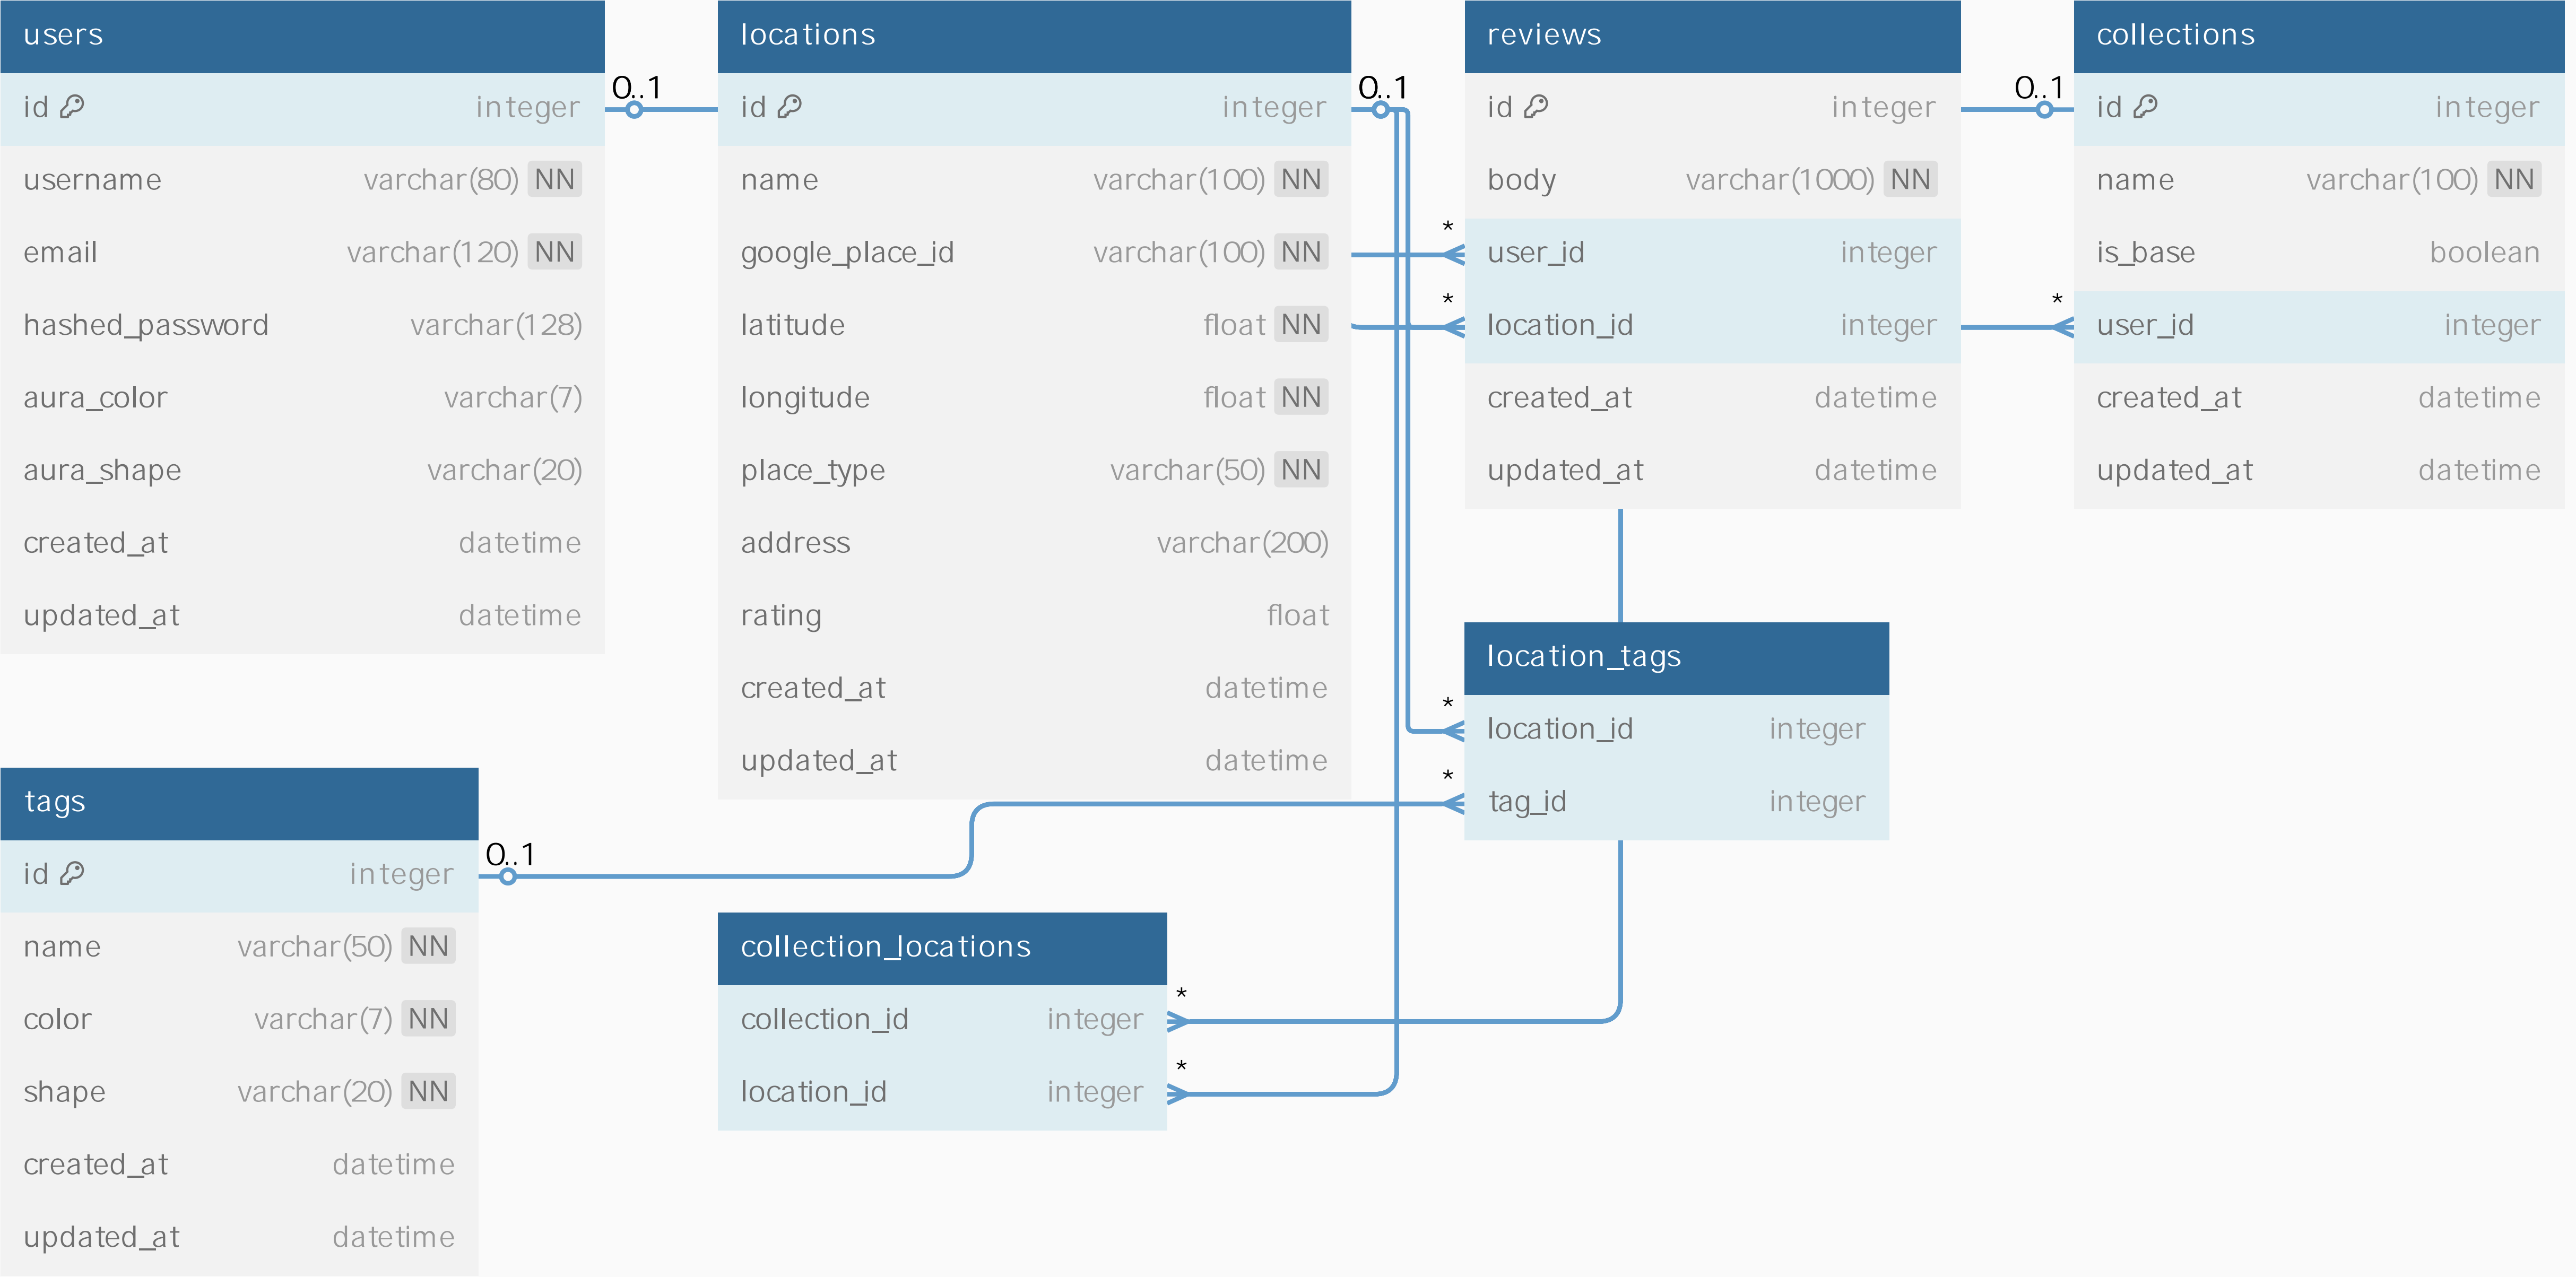 users
id integer
username varchar(80) NN
email varchar(120) NN
hashed_password varchar(128)
aura_color varchar(7)
aura_shape varchar(20)
created_at datetime
updated_at datetime
0..1
locations
id integer
name varchar(100) NN
google_place_id varchar(100) NN
latitude float NN
longitude float NN
place_type varchar(50) NN
address varchar(200)
rating float
created_at datetime
updated_at datetime
0..1
reviews
id integer
body varchar(1000) NN
* user_id integer
* location_id integer
created_at datetime
updated_at datetime
0..1
collections
id integer
name varchar(100) NN
is_base boolean
* user_id integer
created_at datetime
updated_at datetime
location_tags
* location_id integer
* tag_id integer
tags
id integer
0..1
name varchar(50) NN
color varchar(7) NN
shape varchar(20) NN
created_at datetime
updated_at datetime
collection_locations
collection_id integer *
location_id integer *